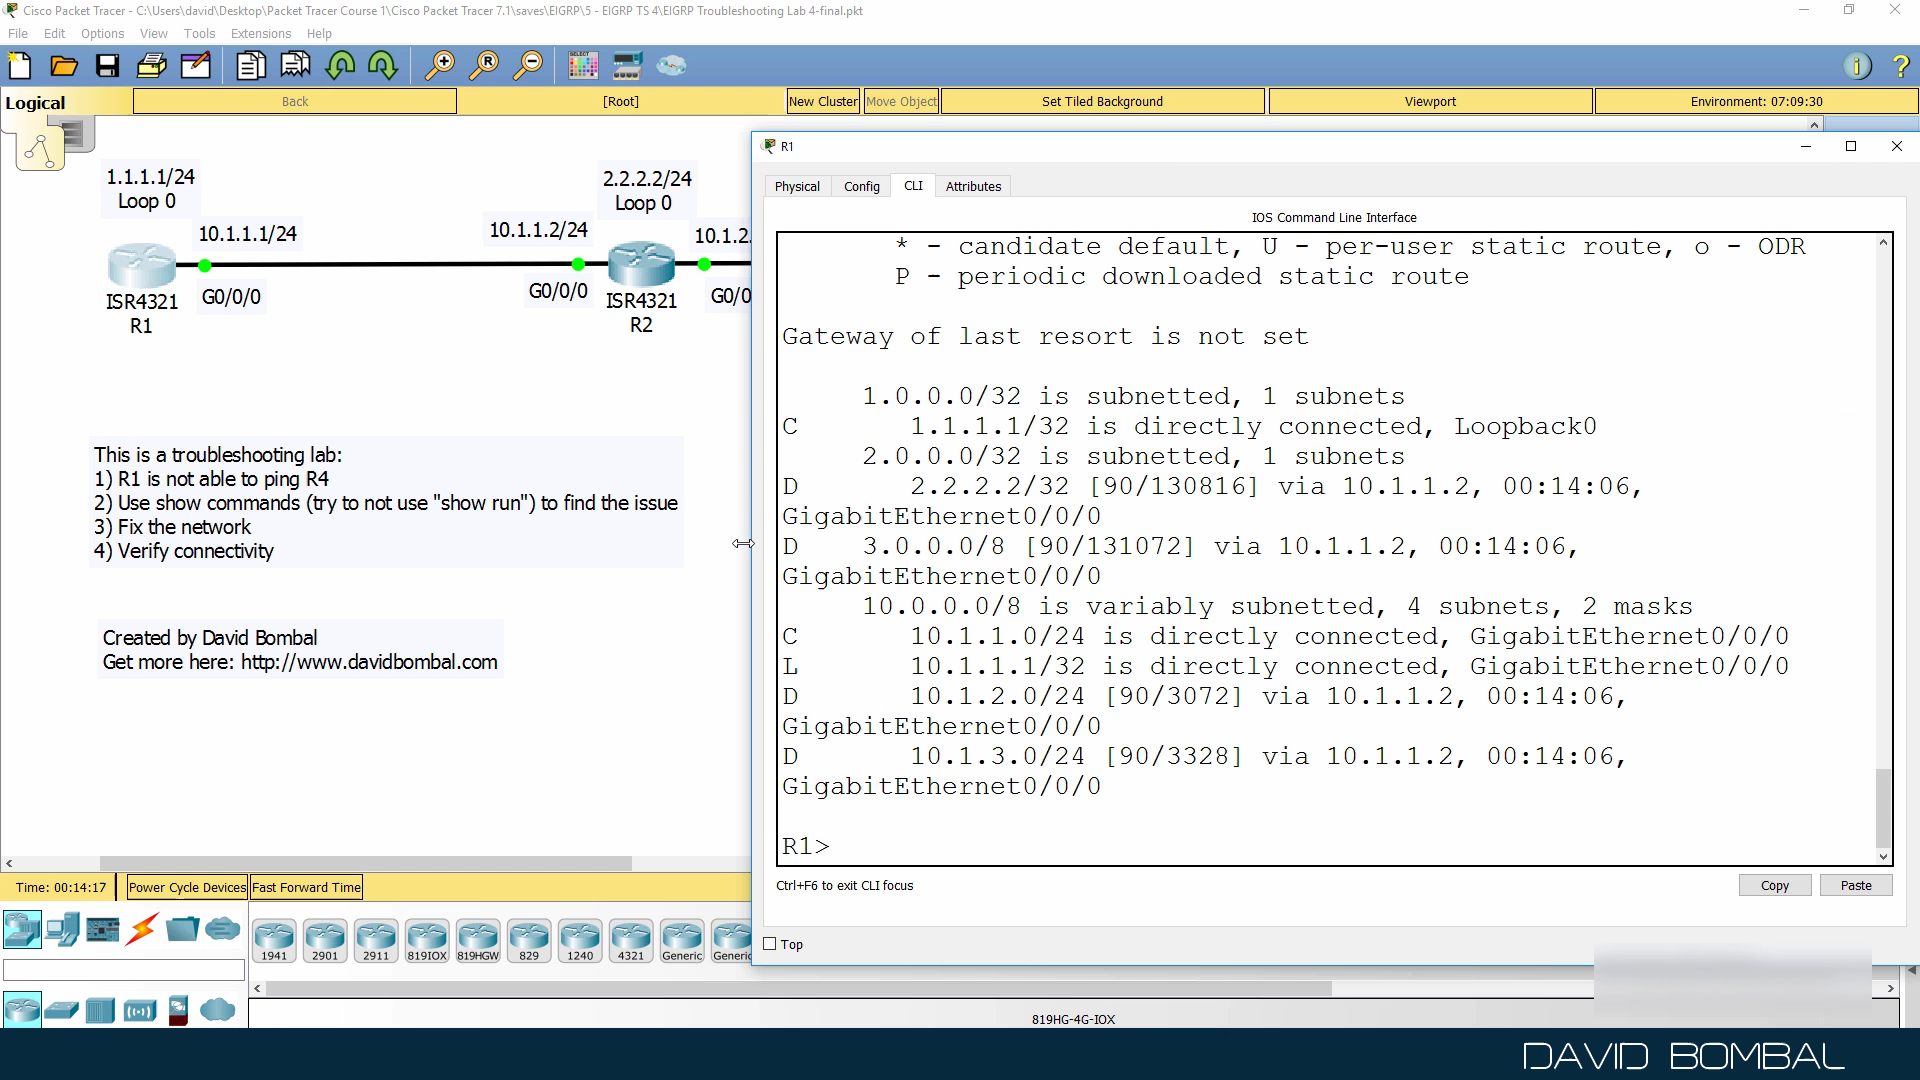 Cisco Packet Tracer - C:\Users\david\Desktop\Packet Tracer Course 1\Cisco Packet Tracer 7.1\saves\EIGRP\5 - EIGRP TS 4\EIGRP Troubleshooting Lab 4-final.pkt
File Edit Options View Tools Extensions Help
Logical Back [Root] New Cluster Move Object Set Tiled Background Viewport Environment: 07:09:30
1.1.1.1/24
Loop 0
10.1.1.1/24
G0/0/0
ISR4321
R1
10.1.1.2/24
G0/0/0
2.2.2.2/24
Loop 0
ISR4321
R2
10.1.2.
G0/0
This is a troubleshooting lab:
1) R1 is not able to ping R4
2) Use show commands (try to not use "show run") to find the issue
3) Fix the network
4) Verify connectivity
Created by David Bombal
Get more here: http://www.davidbombal.com
R1
Physical Config CLI Attributes
IOS Command Line Interface
* - candidate default, U - per-user static route, o - ODR
P - periodic downloaded static route
Gateway of last resort is not set
1.0.0.0/32 is subnetted, 1 subnets
C 1.1.1.1/32 is directly connected, Loopback0
2.0.0.0/32 is subnetted, 1 subnets
D 2.2.2.2/32 [90/130816] via 10.1.1.2, 00:14:06,
GigabitEthernet0/0/0
D 3.0.0.0/8 [90/131072] via 10.1.1.2, 00:14:06,
GigabitEthernet0/0/0
10.0.0.0/8 is variably subnetted, 4 subnets, 2 masks
C 10.1.1.0/24 is directly connected, GigabitEthernet0/0/0
L 10.1.1.1/32 is directly connected, GigabitEthernet0/0/0
D 10.1.2.0/24 [90/3072] via 10.1.1.2, 00:14:06,
GigabitEthernet0/0/0
D 10.1.3.0/24 [90/3328] via 10.1.1.2, 00:14:06,
GigabitEthernet0/0/0
R1>
Ctrl+F6 to exit CLI focus
Copy Paste
Top
Time: 00:14:17 Power Cycle Devices Fast Forward Time
1941 2901 2911 819IOX 819HGW 829 1240 4321 Generic Generic
819HG-4G-IOX
DAVID BOMBAL